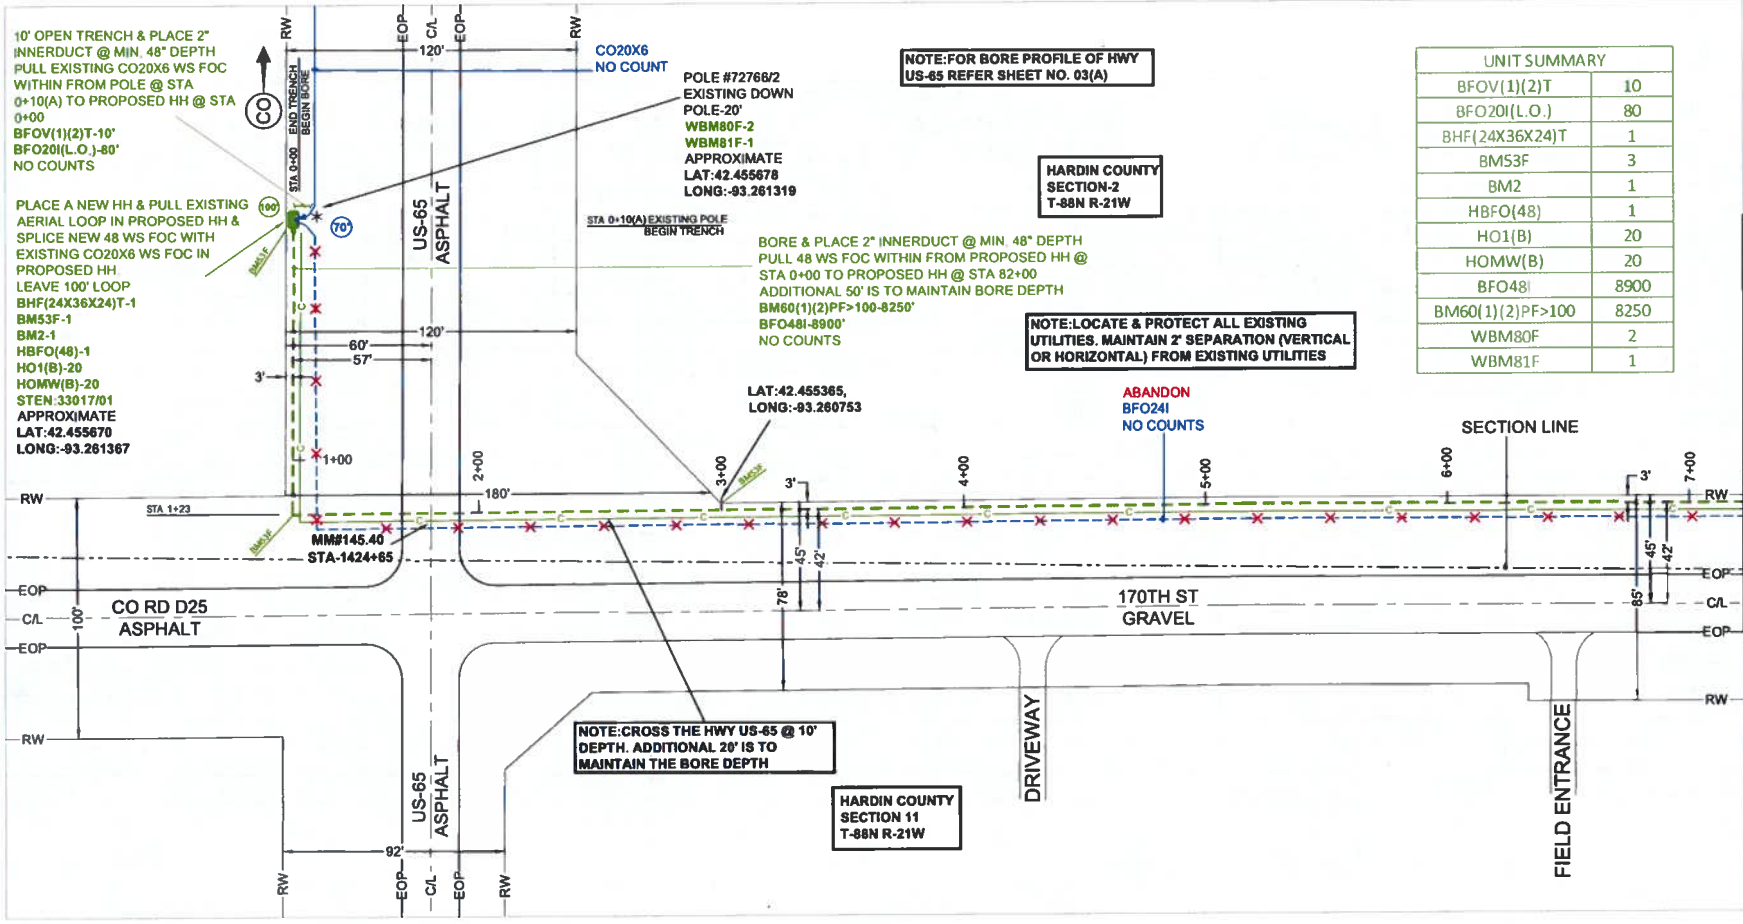 10' OPEN TRENCH & PLACE 2"
INNERDUCT @ MIN. 48" DEPTH
PULL EXISTING CO20X6 WS FOC
WITHIN FROM POLE @ STA
0+10(A) TO PROPOSED HH @ STA
0+00
BFOV(1)(2)T-10'
BFO20I(L.O.)-80'
NO COUNTS
PLACE A NEW HH & PULL EXISTING
AERIAL LOOP IN PROPOSED HH &
SPLICE NEW 48 WS FOC WITH
EXISTING CO20X6 WS FOC IN
PROPOSED HH.
LEAVE 100' LOOP
BHF(24X36X24)T-1
BM53F-1
BM2-1
HBFO(48)-1
HO1(B)-20
HOMW(B)-20
STEN:33017/01
APPROXIMATE
LAT:42.455670
LONG:-93.261367
CO
STA 0+00 END TRENCH
BEGIN BORE
RW
EOP
C/L
EOP
RW
120'
CO20X6
NO COUNT
POLE #72766/2
EXISTING DOWN
POLE-20'
WBM80F-2
WBM81F-1
APPROXIMATE
LAT:42.455678
LONG:-93.261319
100'
70'
BM53F
US-65
ASPHALT
STA 0+10(A) EXISTING POLE
BEGIN TRENCH
NOTE:FOR BORE PROFILE OF HWY
US-65 REFER SHEET NO. 03(A)
HARDIN COUNTY
SECTION-2
T-88N R-21W
BORE & PLACE 2" INNERDUCT @ MIN. 48" DEPTH
PULL 48 WS FOC WITHIN FROM PROPOSED HH @
STA 0+00 TO PROPOSED HH @ STA 82+00
ADDITIONAL 50' IS TO MAINTAIN BORE DEPTH
BM60(1)(2)PF>100-8250'
BFO48I-8900'
NO COUNTS
NOTE:LOCATE & PROTECT ALL EXISTING
UTILITIES. MAINTAIN 2' SEPARATION (VERTICAL
OR HORIZONTAL) FROM EXISTING UTILITIES
UNIT SUMMARY
BFOV(1)(2)T 10
BFO20I(L.O.) 80
BHF(24X36X24)T 1
BM53F 3
BM2 1
HBFO(48) 1
HO1(B) 20
HOMW(B) 20
BFO48I 8900
BM60(1)(2)PF>100 8250
WBM80F 2
WBM81F 1
C
120'
60'
57'
3'
C
1+00
2+00
180'
LAT:42.455365,
LONG:-93.260753
3+00
BM53F
ABANDON
BFO24I
NO COUNTS
SECTION LINE
3'
4+00
5+00
6+00
3'
7+00
RW
RW
STA 1+23
BM53F
C
C
C
C
C
C
C
C
C
MM#145.40
STA-1424+65
45'
42'
78'
45'
42'
85'
EOP
C/L
EOP
100'
CO RD D25
ASPHALT
170TH ST
GRAVEL
EOP
C/L
EOP
RW
RW
NOTE:CROSS THE HWY US-65 @ 10'
DEPTH. ADDITIONAL 20' IS TO
MAINTAIN THE BORE DEPTH
US-65
ASPHALT
HARDIN COUNTY
SECTION 11
T-88N R-21W
DRIVEWAY
FIELD ENTRANCE
92'
RW
EOP
C/L
EOP
RW